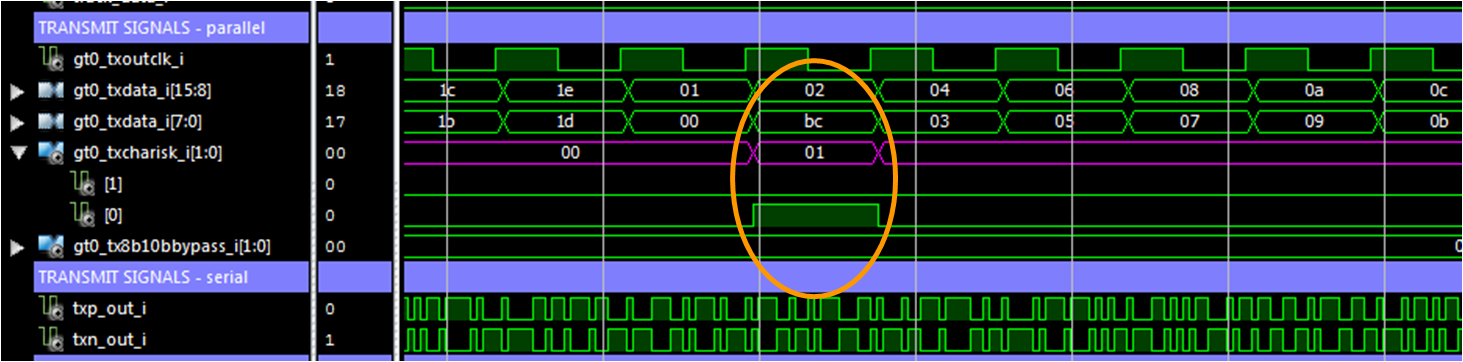 TRANSMIT SIGNALS - parallel
gt0_txoutclk_i 1
gt0_txdata_i[15:8] 18 1c 1e 01 02 04 06 08 0a 0c
gt0_txdata_i[7:0] 17 1b 1d 00 bc 03 05 07 09 0b
gt0_txcharisk_i[1:0] 00 00 01
[1] 0
[0] 0
gt0_tx8b10bbypass_i[1:0] 00
TRANSMIT SIGNALS - serial
txp_out_i 0
txn_out_i 1